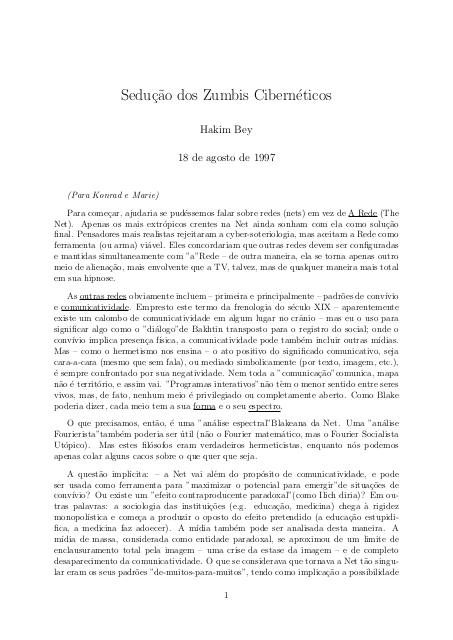 Sedução dos Zumbis Cibernéticos
Hakim Bey
18 de agosto de 1997
(Para Konrad e Marie)
Para começar, ajudaria se pudéssemos falar sobre redes (nets) em vez de A Rede (The
Net). Apenas os mais extrópicos crentes na Net ainda sonham com ela como solução
final. Pensadores mais realistas rejeitaram a cyber-soteriologia, mas aceitam a Rede como
ferramenta (ou arma) viável. Eles concordariam que outras redes devem ser configuradas
e mantidas simultaneamente com "a"Rede – de outra maneira, ela se torna apenas outro
meio de alienação, mais envolvente que a TV, talvez, mas de qualquer maneira mais total
em sua hipnose.
As outras redes obviamente incluem – primeira e principalmente – padrões de convívio
e comunicatividade. Empresto este termo da frenologia do século XIX – aparentemente
existe um calombo de comunicatividade em algum lugar no crânio – mas eu o uso para
significar algo como o "diálogo"de Bakhtin transposto para o registro do social; onde o
convívio implica presença física, a comunicatividade pode também incluir outras mídias.
Mas – como o hermetismo nos ensina – o ato positivo do significado comunicativo, seja
cara-a-cara (mesmo que sem fala), ou mediado simbolicamente (por texto, imagem, etc.),
é sempre confrontado por sua negatividade. Nem toda a "comunicação"comunica, mapa
não é território, e assim vai. "Programas interativos"não têm o menor sentido entre seres
vivos, mas, de fato, nenhum meio é privilegiado ou completamente aberto. Como Blake
poderia dizer, cada meio tem a sua forma e o seu espectro.
O que precisamos, então, é uma "análise espectral"Blakeana da Net. Uma "análise
Fourierista"também poderia ser útil (não o Fourier matemático, mas o Fourier Socialista
Utópico). Mas estes filósofos eram verdadeiros hermeticistas, enquanto nós podemos
apenas colar alguns cacos sobre o que quer que seja.
A questão implícita: – a Net vai além do propósito de comunicatividade, e pode
ser usada como ferramenta para "maximizar o potencial para emergir"de situações de
convívio? Ou existe um "efeito contraproducente paradoxal"(como Ilich diria)? Em ou-
tras palavras: a sociologia das instituições (e.g. educação, medicina) chega à rigidez
monopolística e começa a produzir o oposto do efeito pretendido (a educação estupidi-
fica, a medicina faz adoecer). A mídia também pode ser analisada desta maneira. A
mídia de massa, considerada como entidade paradoxal, se aproximou de um limite de
enclausuramento total pela imagem – uma crise da estase da imagem – e de completo
desaparecimento da comunicatividade. O que se considerava que tornava a Net tão singu-
lar eram os seus padrões "de-muitos-para-muitos", tendo como implicação a possibilidade
1